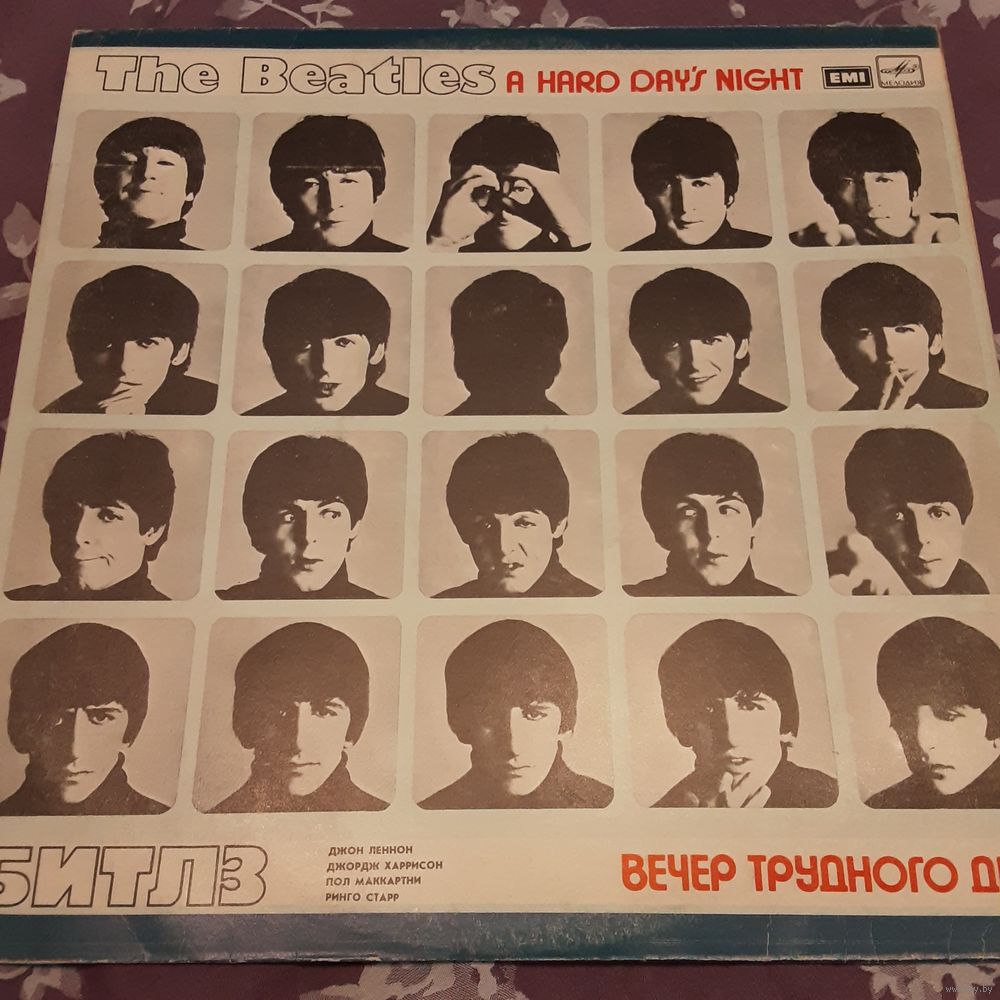 The Beatles A HARD DAY'S NIGHT EMI МЕЛОДИЯ
БИТЛЗ
ДЖОН ЛЕННОН
ДЖОРДЖ ХАРРИСОН
ПОЛ МАККАРТНИ
РИНГО СТАРР
ВЕЧЕР ТРУДНОГО